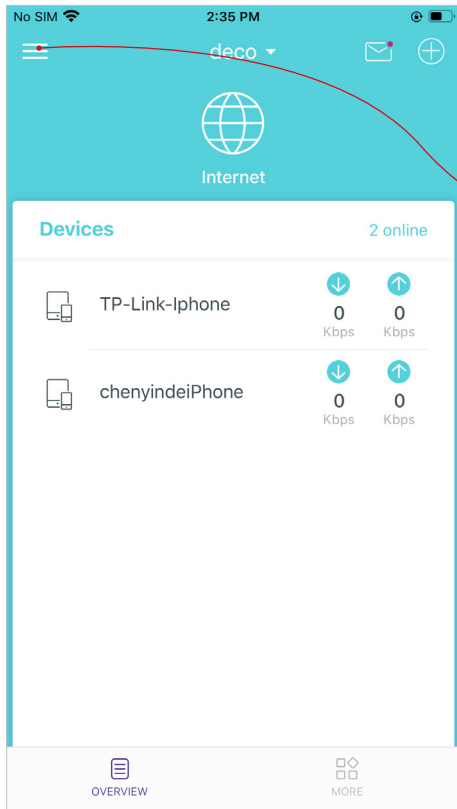 No SIM 2:35 PM
deco
Internet
Devices 2 online
TP-Link-Iphone
0 0
Kbps Kbps
chenyindeiPhone
0 0
Kbps Kbps
OVERVIEW MORE